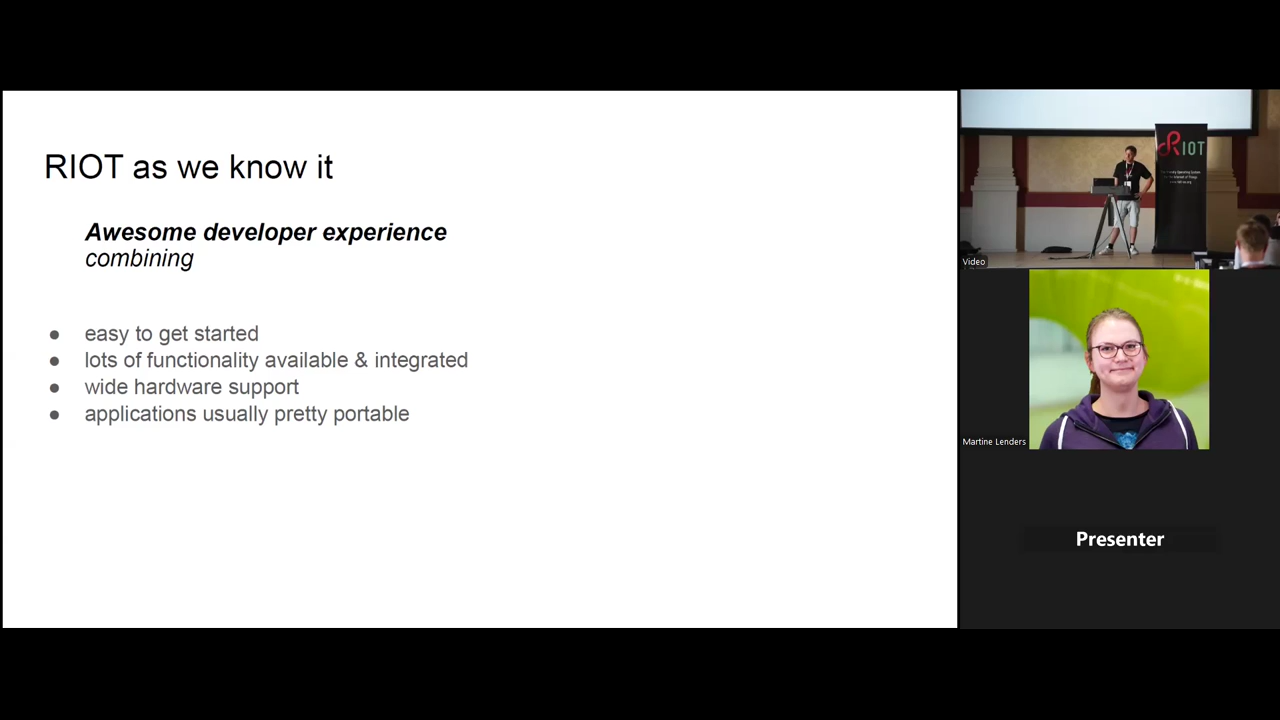 RIOT as we know it
Awesome developer experience
combining
● easy to get started
● lots of functionality available & integrated
● wide hardware support
● applications usually pretty portable
RIOT
Video
Martine Lenders
Presenter